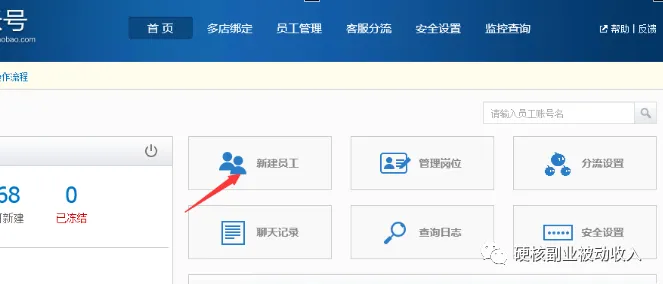 号
首 页
多店绑定
员工管理
客服分流
安全设置
监控查询
帮助 | 反馈
obao.com
作流程
请输入员工账号名
新建员工
管理岗位
分流设置
68
0
新建
已冻结
聊天记录
查询日志
安全设置
硬核副业被动收入